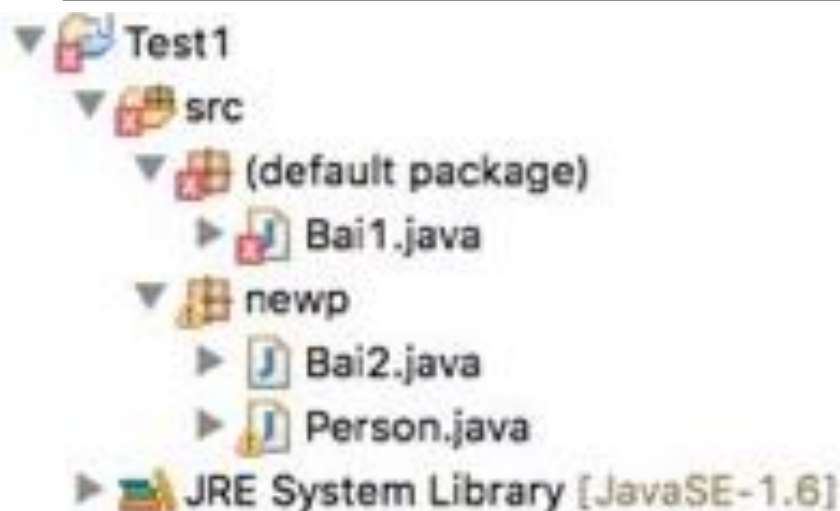 Test1
src
(default package)
Bai1.java
newp
Bai2.java
Person.java
JRE System Library [JavaSE-1.6]